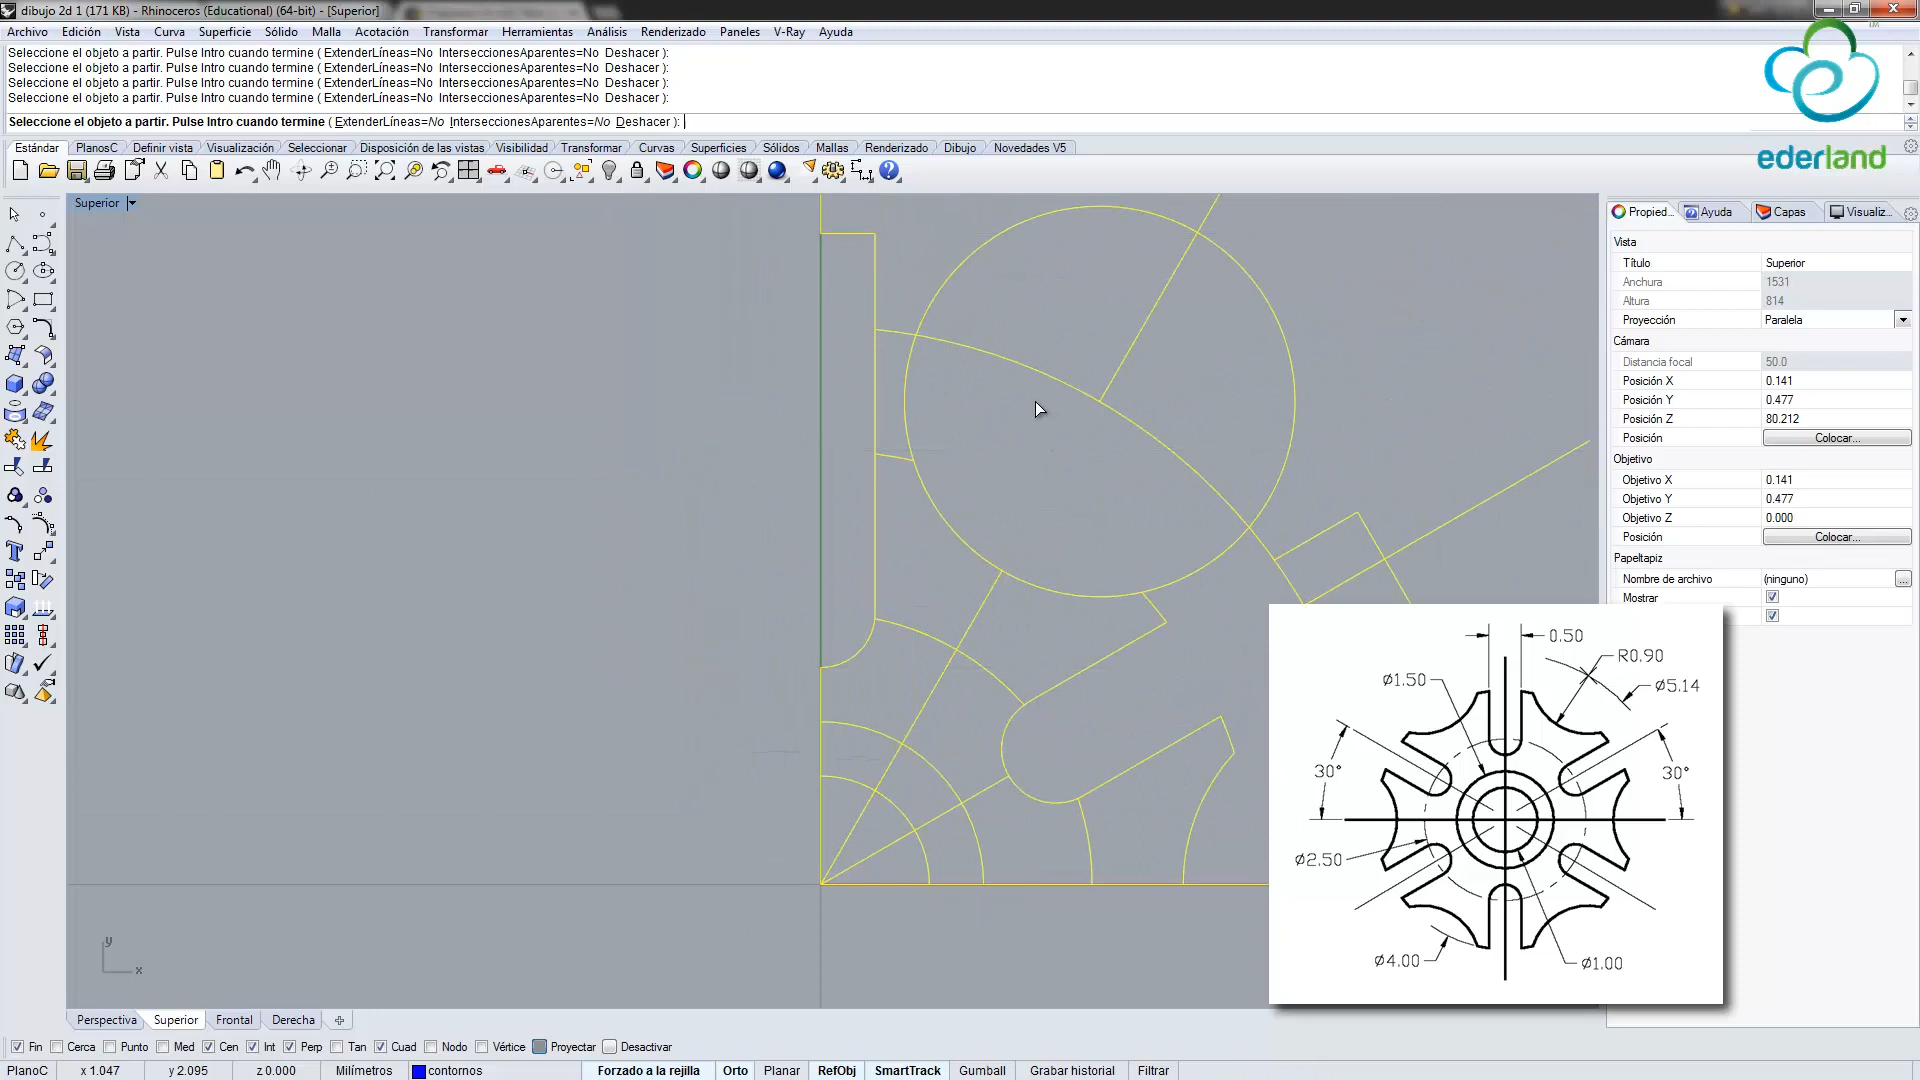 dibujo 2d 1 (171 KB) - Rhinoceros (Educational) (64-bit) - [Superior]
Archivo Edición Vista Curva Superficie Sólido Malla Acotación Transformar Herramientas Análisis Renderizado Paneles V-Ray Ayuda
Seleccione el objeto a partir. Pulse Intro cuando termine ( ExtenderLíneas=No InterseccionesAparentes=No Deshacer ):
Seleccione el objeto a partir. Pulse Intro cuando termine ( ExtenderLíneas=No InterseccionesAparentes=No Deshacer ):
Seleccione el objeto a partir. Pulse Intro cuando termine ( ExtenderLíneas=No InterseccionesAparentes=No Deshacer ):
Seleccione el objeto a partir. Pulse Intro cuando termine ( ExtenderLíneas=No InterseccionesAparentes=No Deshacer ):
Seleccione el objeto a partir. Pulse Intro cuando termine ( ExtenderLíneas=No InterseccionesAparentes=No Deshacer ):
TM
ederland
Estándar PlanosC Definir vista Visualización Seleccionar Disposición de las vistas Visibilidad Transformar Curvas Superficies Sólidos Mallas Renderizado Dibujo Novedades V5
Superior
Propied... Ayuda Capas Visualiz...
Vista
Título Superior
Anchura 1531
Altura 814
Proyección Paralela
Cámara
Distancia focal 50.0
Posición X 0.141
Posición Y 0.477
Posición Z 80.212
Posición Colocar...
Objetivo
Objetivo X 0.141
Objetivo Y 0.477
Objetivo Z 0.000
Posición Colocar...
Papeltapiz
Nombre de archivo (ninguno) ...
Mostrar
0.50
R0.90
Ø1.50
Ø5.14
30°
30°
Ø2.50
Ø4.00
Ø1.00
y
x
Perspectiva Superior Frontal Derecha
Fin Cerca Punto Med Cen Int Perp Tan Cuad Nodo Vértice Proyectar Desactivar
PlanoC x 1.047 y 2.095 z 0.000 Milímetros contornos Forzado a la rejilla Orto Planar RefObj SmartTrack Gumball Grabar historial Filtrar